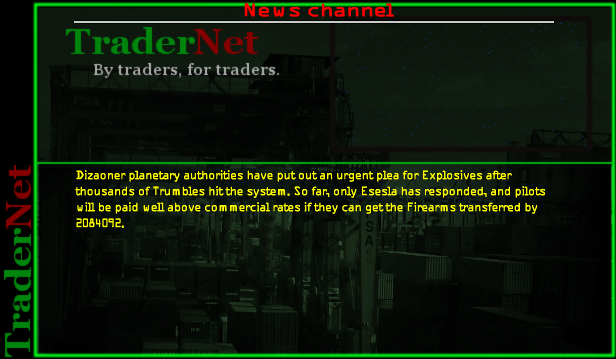 News channel
TraderNet
By traders, for traders.
Dizaoner planetary authorities have put out an urgent plea for Explosives after
thousands of Trumbles hit the system. So far, only Esesla has responded, and pilots
will be paid well above commercial rates if they can get the Firearms transferred by
2084092.
TraderNet